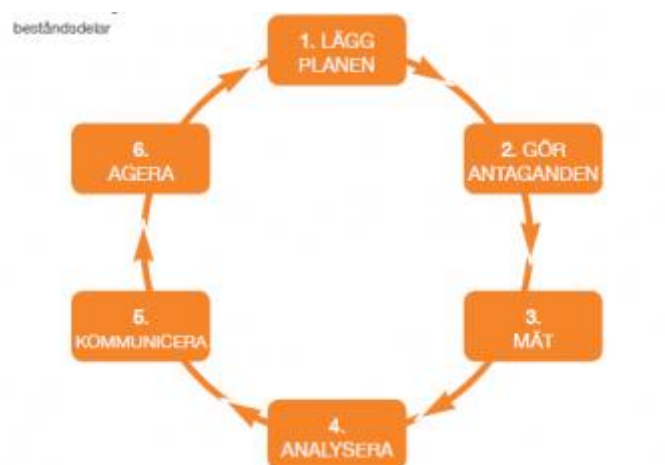 beståndsdelar
1. LÄGG
PLANEN
2. GÖR
ANTAGANDEN
3.
MÄT
4.
ANALYSERA
5.
KOMMUNICERA
6.
AGERA